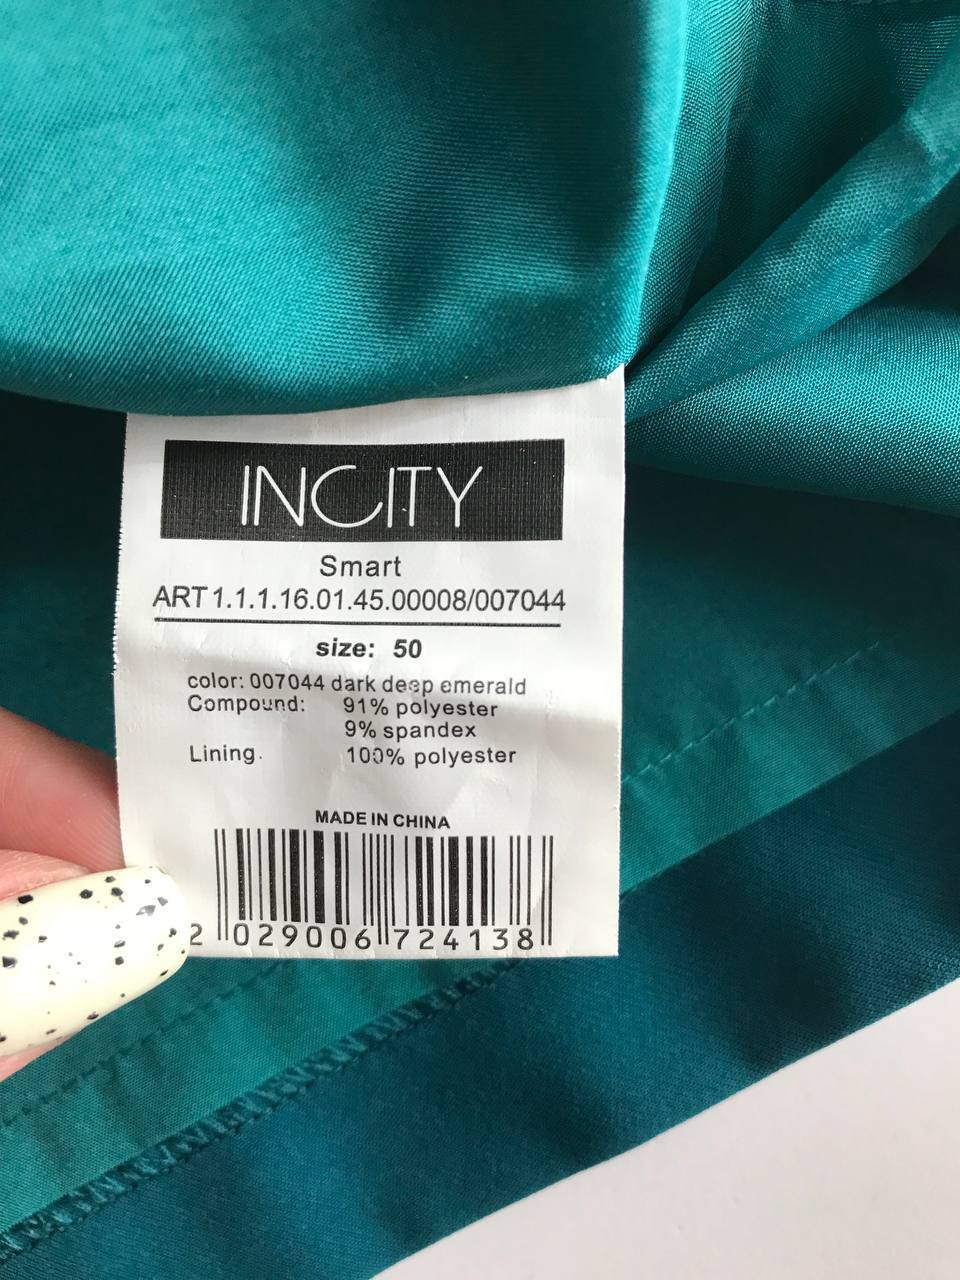 INCITY
Smart
ART 1.1.1.16.01.45.00008/007044
size: 50
color: 007044 dark deep emerald
Compound: 91% polyester
9% spandex
Lining. 100% polyester
MADE IN CHINA
2 029006 724138